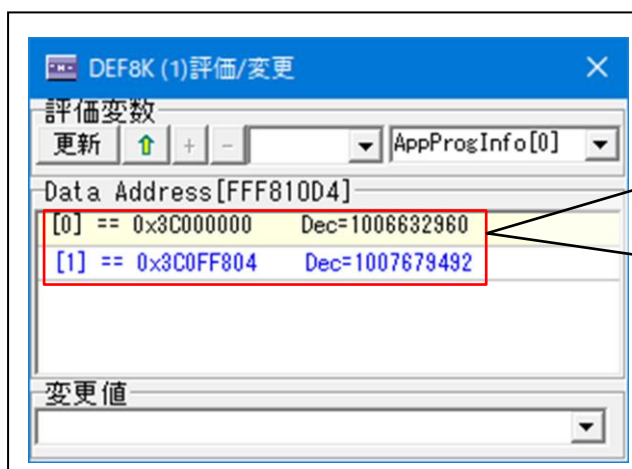 DEF8K (1)評価/変更
評価変数
更新 + - AppProgInfo[0]
Data Address[FFF810D4]
[0] == 0x3C000000 Dec=1006632960
[1] == 0x3C0FF804 Dec=1007679492
変更値